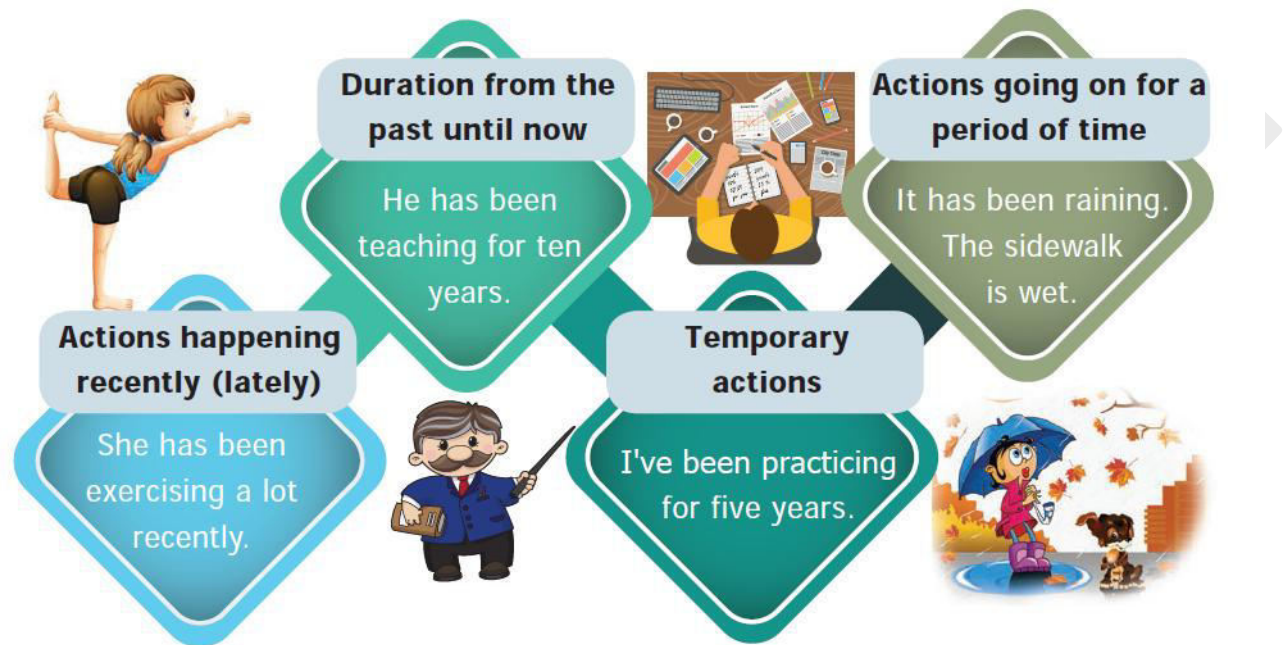 Duration from the
past until now
He has been
teaching for ten
years.
Actions going on for a
period of time
It has been raining.
The sidewalk
is wet.
Actions happening
recently (lately)
She has been
exercising a lot
recently.
Temporary
actions
I've been practicing
for five years.